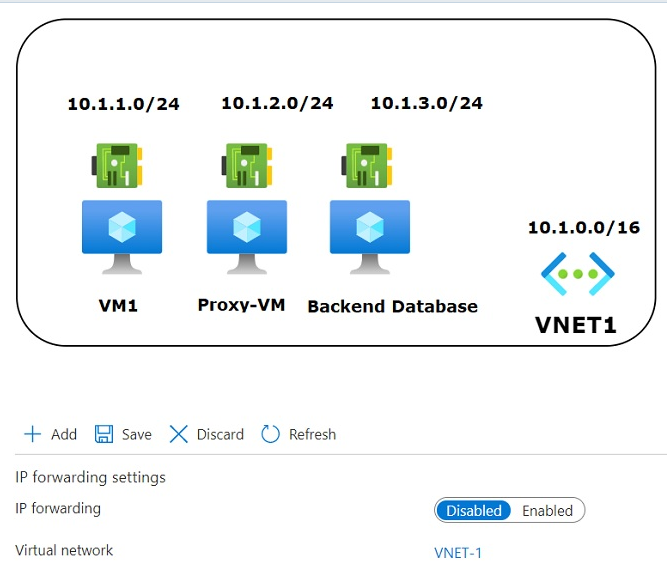 10.1.1.0/24 10.1.2.0/24 10.1.3.0/24
10.1.0.0/16
VM1 Proxy-VM Backend Database
VNET1
Add Save Discard Refresh
IP forwarding settings
IP forwarding Disabled Enabled
Virtual network VNET-1